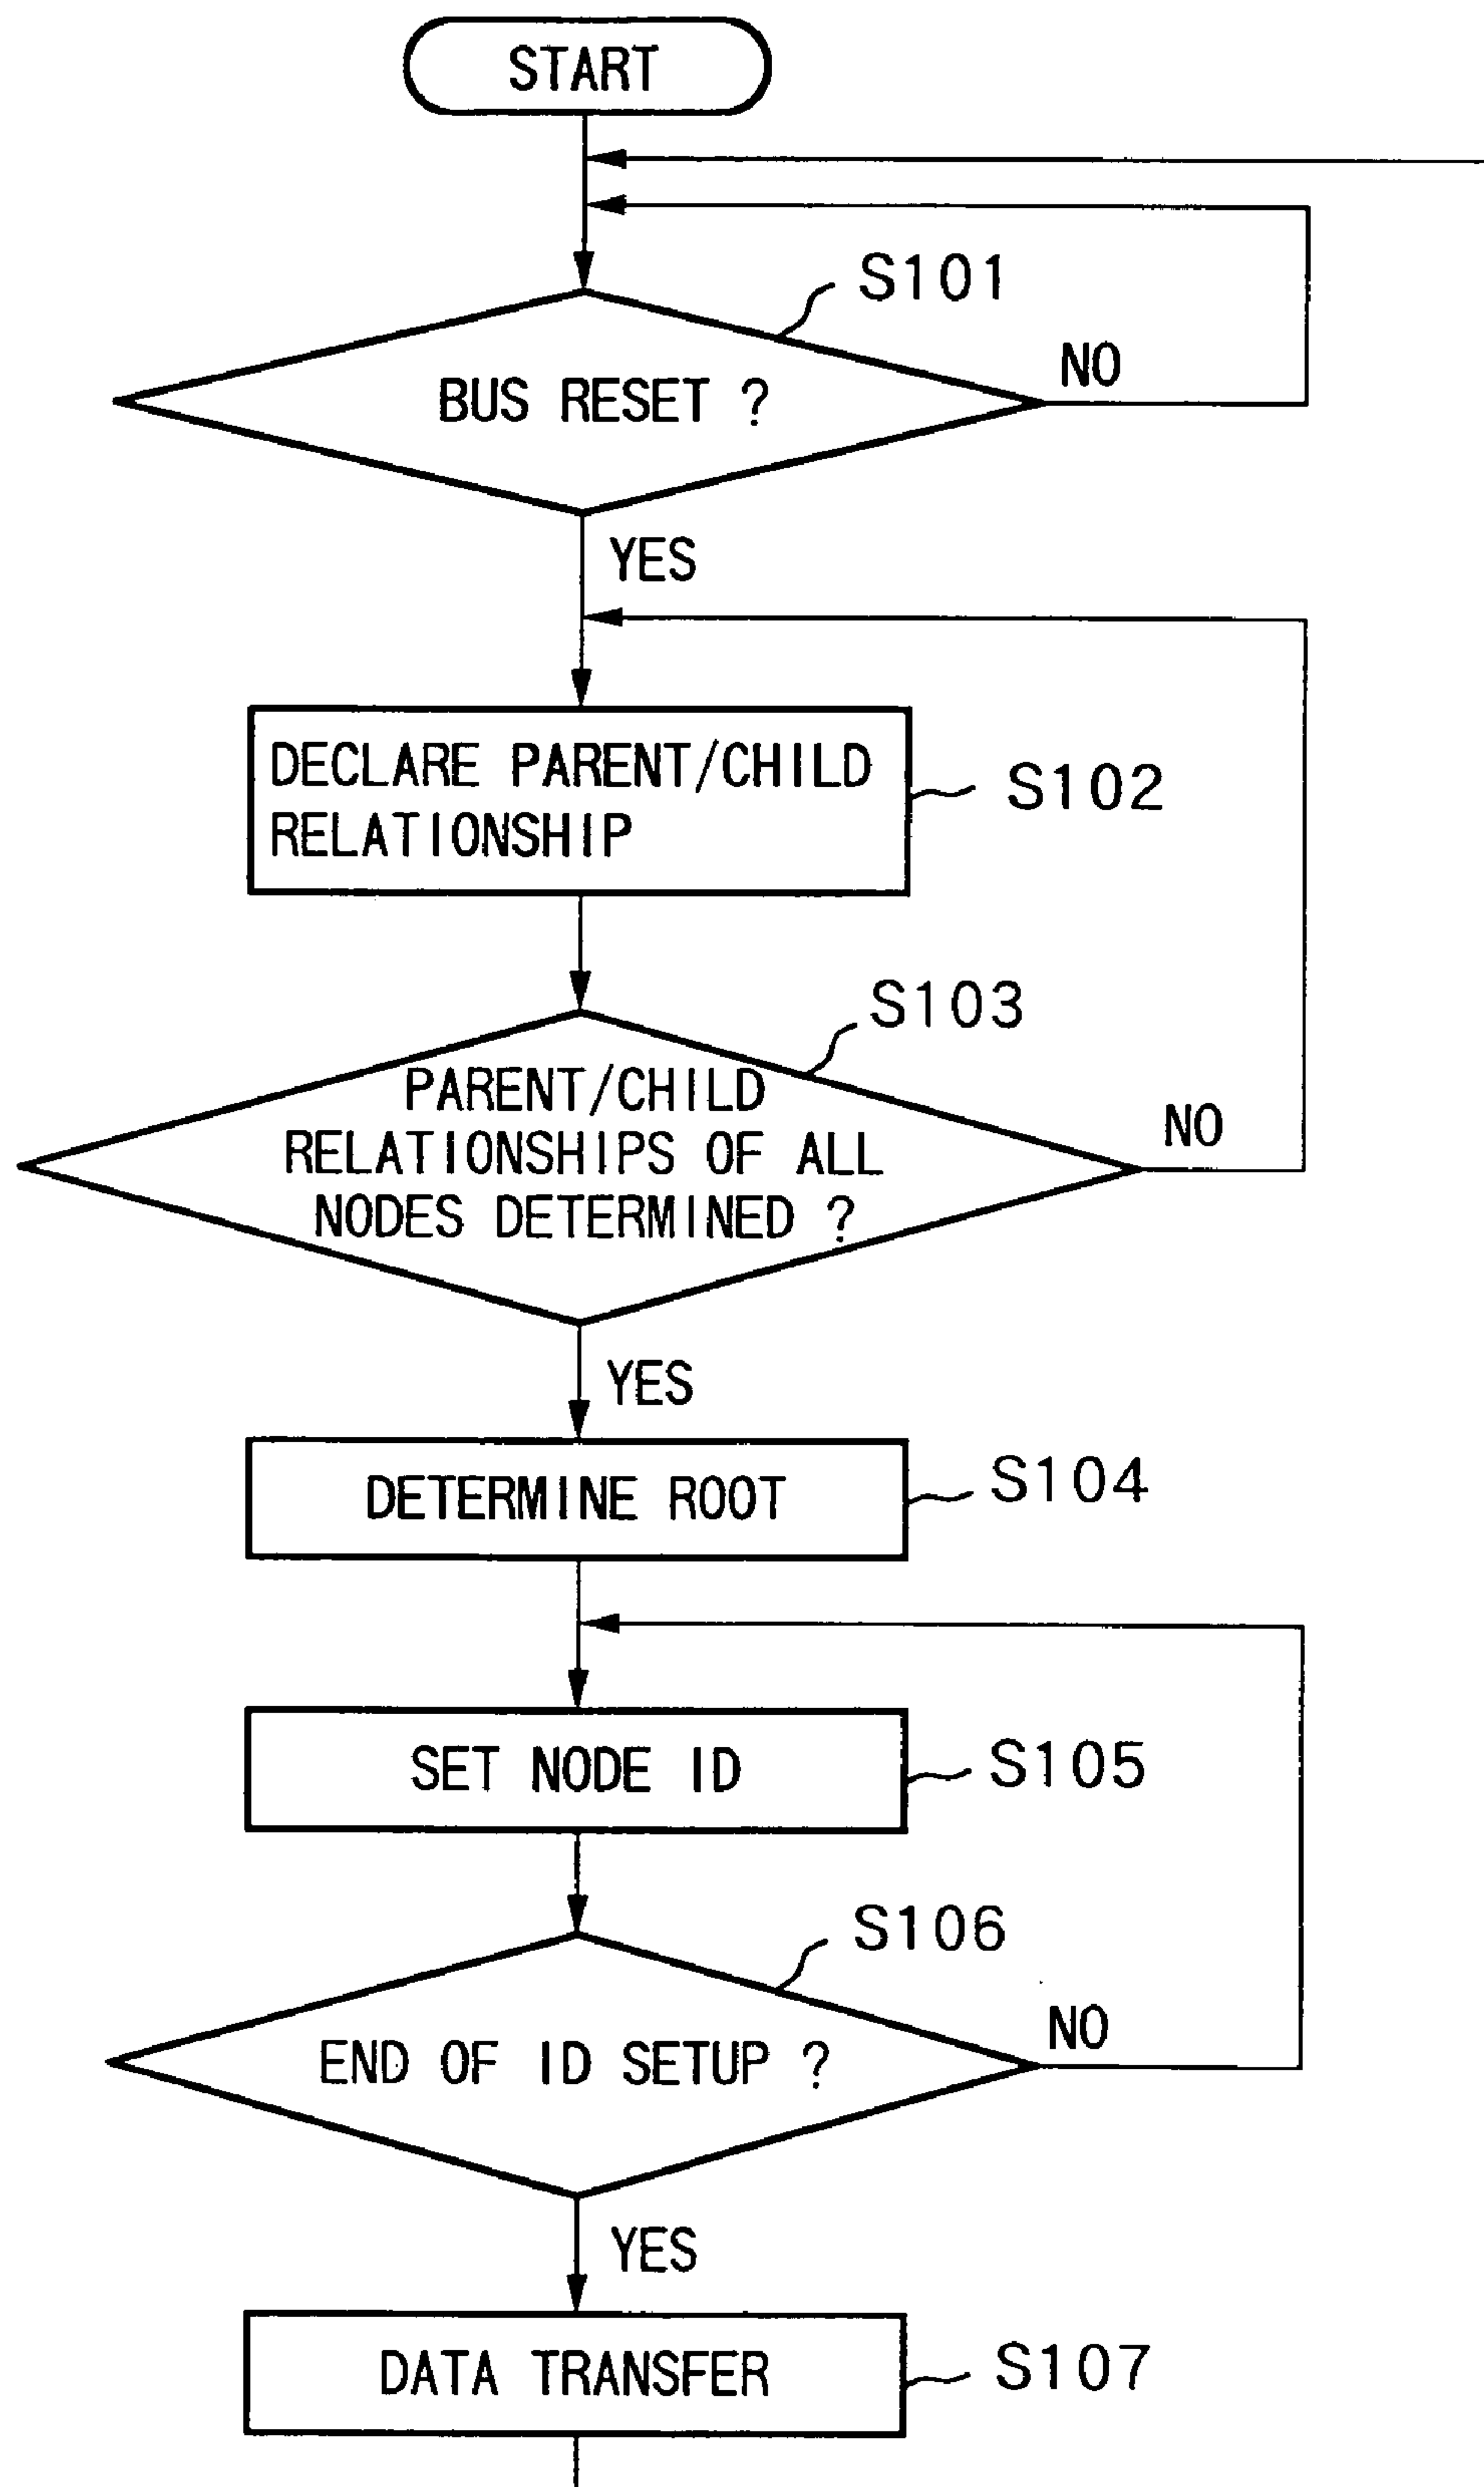 START
S101
BUS RESET ?
NO
YES
DECLARE PARENT/CHILD
RELATIONSHIP
S102
S103
PARENT/CHILD
RELATIONSHIPS OF ALL
NODES DETERMINED ?
NO
YES
DETERMINE ROOT
S104
SET NODE ID
S105
S106
END OF ID SETUP ?
NO
YES
DATA TRANSFER
S107